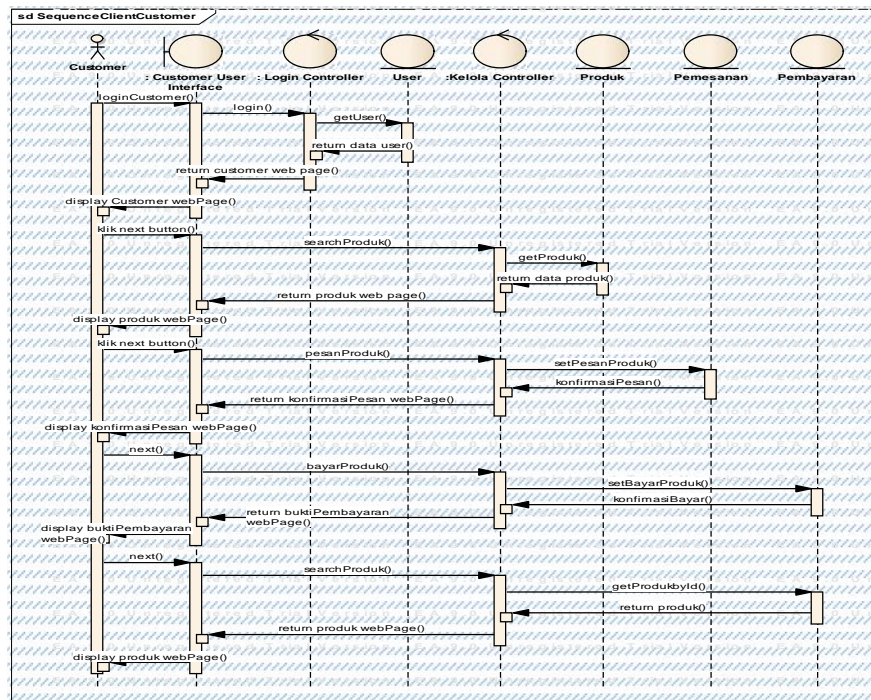 sd SequenceClientCustomer
Customer
: Customer User
Interface
: Login Controller
User
:Kelola Controller
Produk
Pemesanan
Pembayaran
loginCustomer()
login()
getUser()
return data user()
return customer web page()
display Customer webPage()
klik next button()
searchProduk()
getProduk()
return data produk()
return produk web page()
display produk webPage()
klik next button()
pesanProduk()
setPesanProduk()
konfirmasiPesan()
return konfirmasiPesan webPage()
display konfirmasiPesan webPage()
next()
bayarProduk()
setBayarProduk()
konfimasiBayar()
return buktiPembayaran
webPage()
display buktiPembayaran
webPage()
next()
searchProduk()
getProdukbyId()
return produk()
return produk webPage()
display produk webPage()